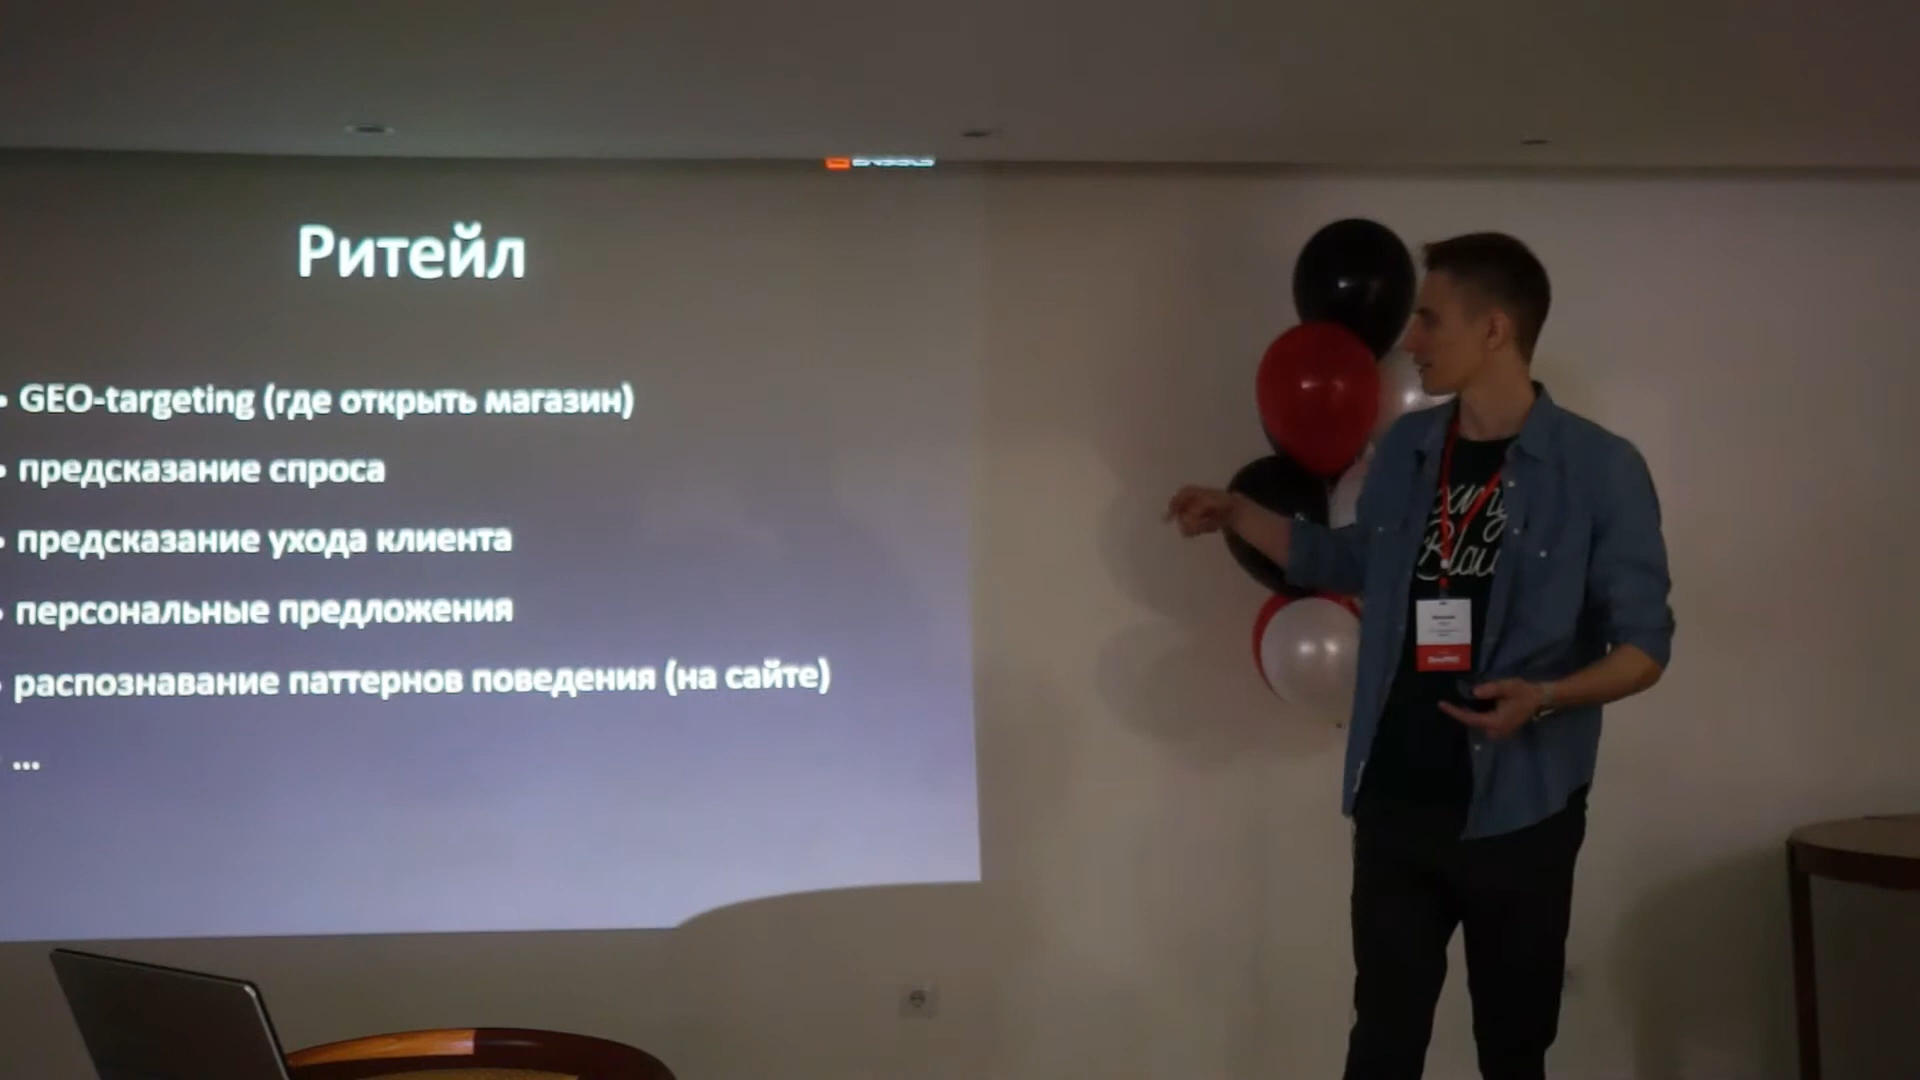 Ритейл
• GEO-targeting (где открыть магазин)
• предсказание спроса
• предсказание ухода клиента
• персональные предложения
• распознавание паттернов поведения (на сайте)
...